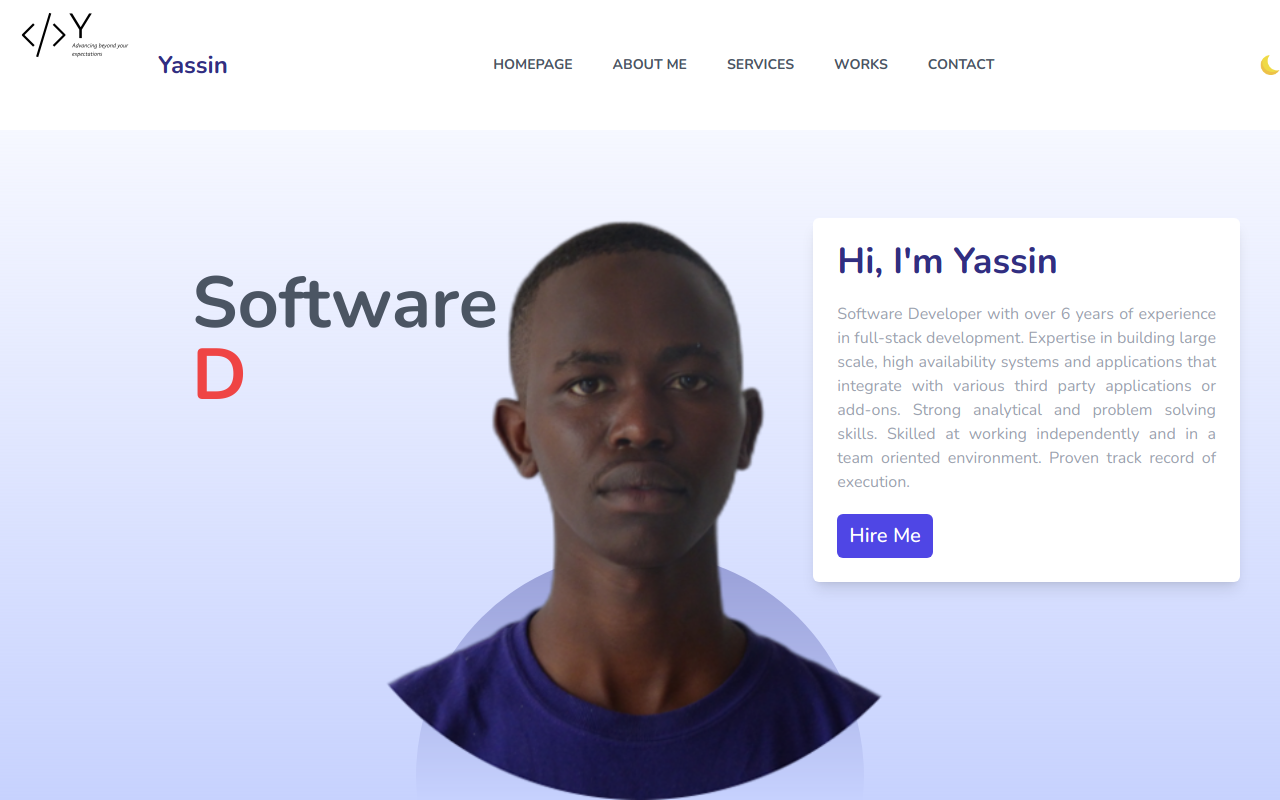 </> Y
Advancing beyond your
expectations
Yassin
HOMEPAGE ABOUT ME SERVICES WORKS CONTACT
Software
D
Hi, I'm Yassin
Software Developer with over 6 years of experience
in full-stack development. Expertise in building large
scale, high availability systems and applications that
integrate with various third party applications or
add-ons. Strong analytical and problem solving
skills. Skilled at working independently and in a
team oriented environment. Proven track record of
execution.
Hire Me